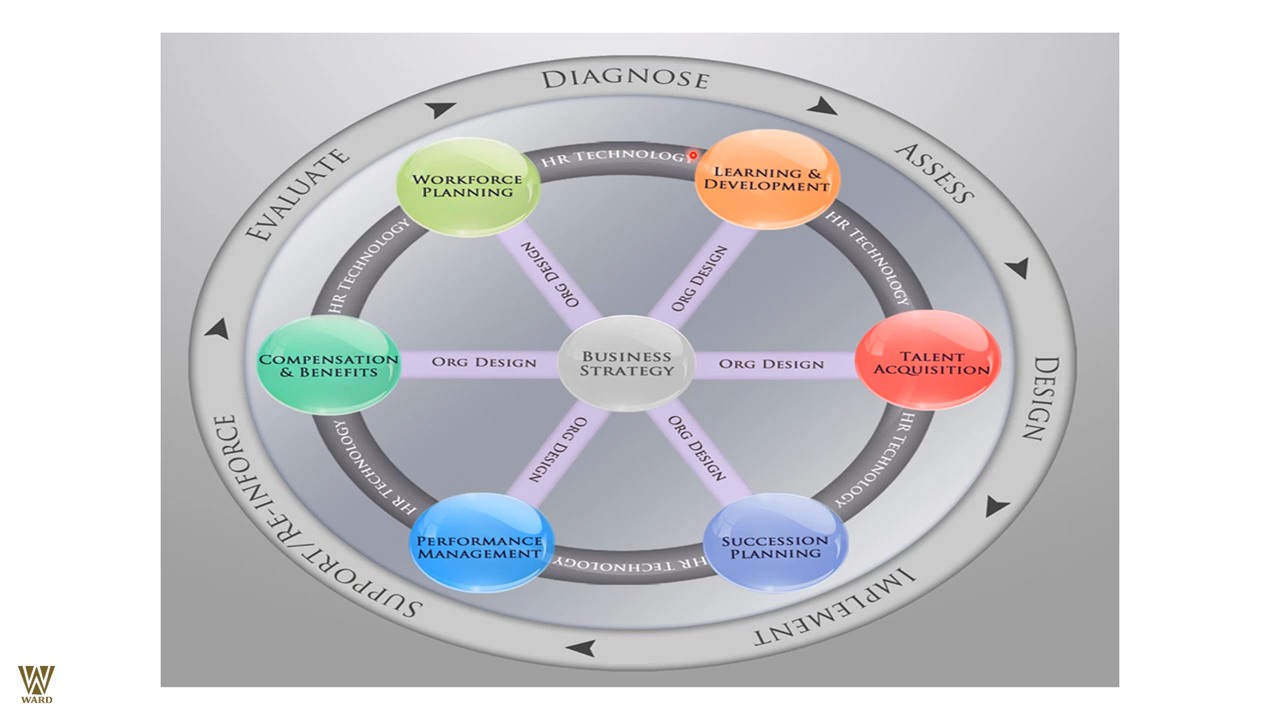 DIAGNOSE
ASSESS
DESIGN
IMPLEMENT
SUPPORT/RE-INFORCE
EVALUATE
HR TECHNOLOGY
WORKFORCE
PLANNING
LEARNING &
DEVELOPMENT
HR TECHNOLOGY
HR TECHNOLOGY
ORG DESIGN
ORG DESIGN
COMPENSATION
& BENEFITS
ORG DESIGN
BUSINESS
STRATEGY
ORG DESIGN
TALENT
ACQUISITION
HR TECHNOLOGY
ORG DESIGN
ORG DESIGN
HR TECHNOLOGY
PERFORMANCE
MANAGEMENT
HR TECHNOLOGY
SUCCESSION
PLANNING
WARD